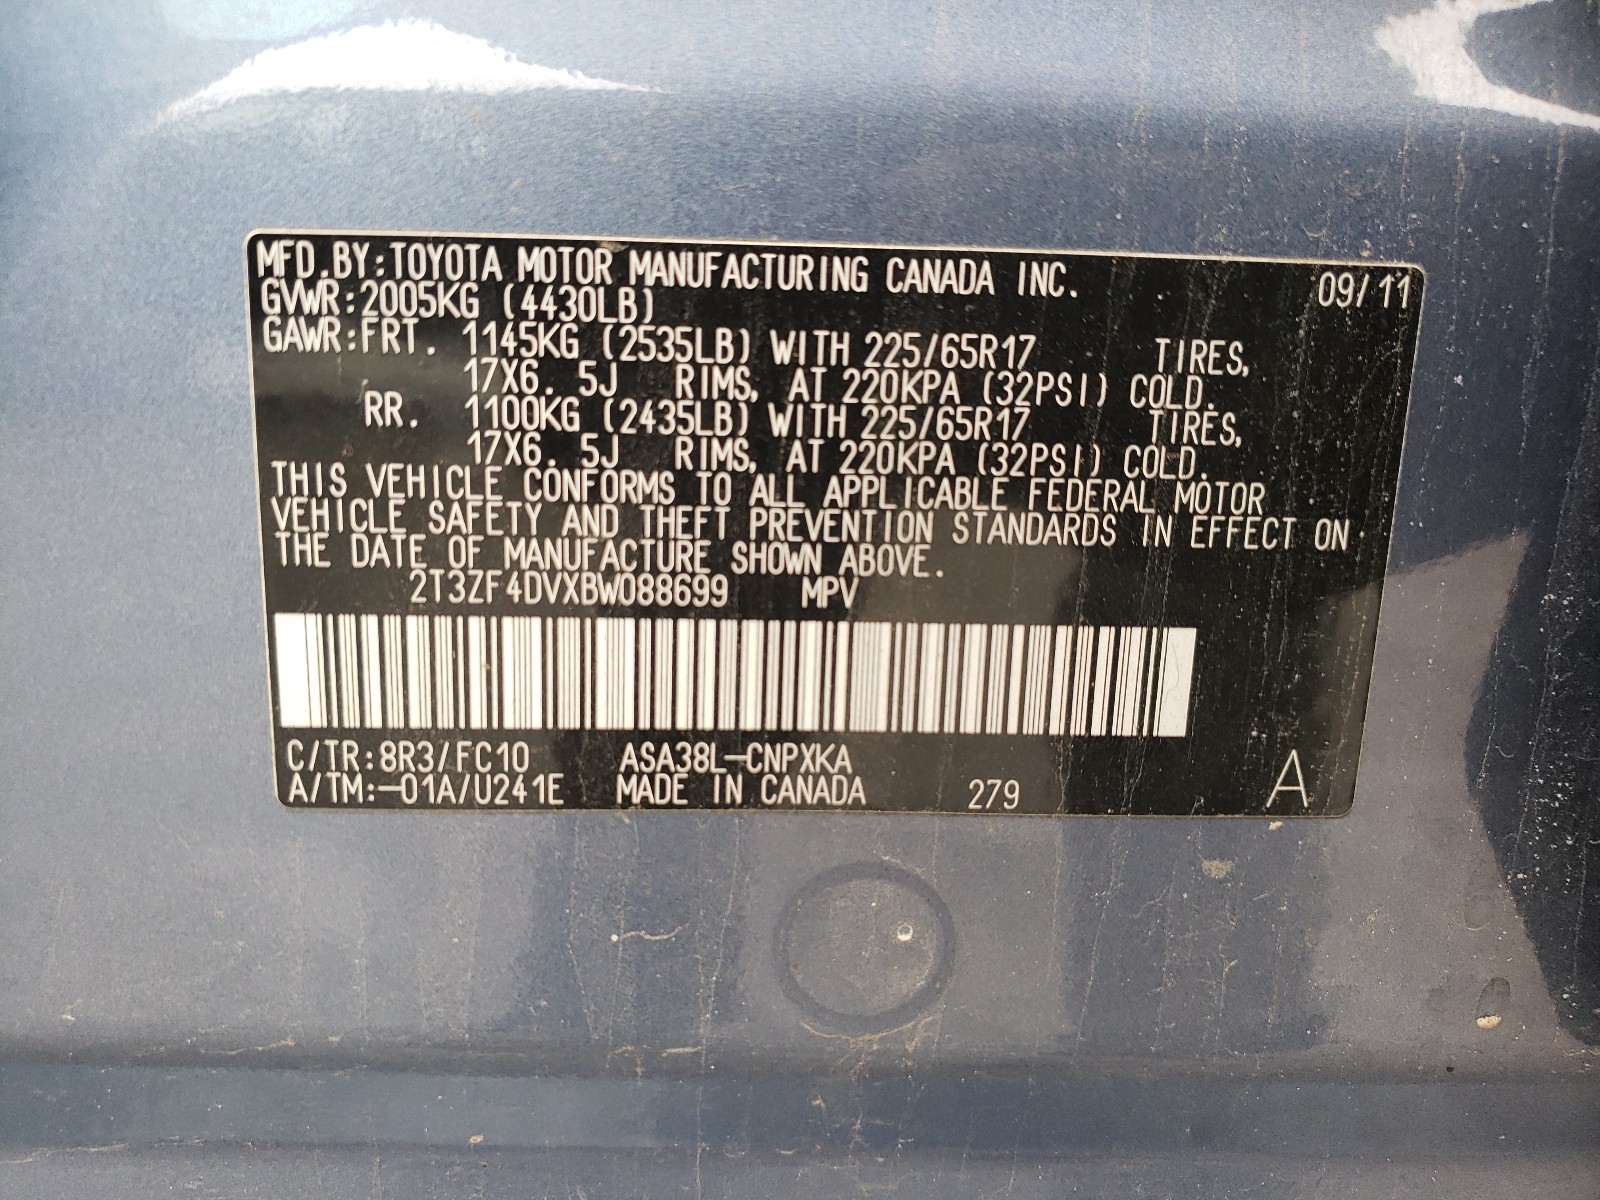 MFD.BY:TOYOTA MOTOR MANUFACTURING CANADA INC. 09/11
GVWR:2005KG (4430LB)
GAWR:FRT. 1145KG (2535LB) WITH 225/65R17 TIRES,
17X6. 5J RIMS, AT 220KPA (32PSI) COLD.
RR. 1100KG (2435LB) WITH 225/65R17 TIRES,
17X6. 5J RIMS, AT 220KPA (32PSI) COLD.
THIS VEHICLE CONFORMS TO ALL APPLICABLE FEDERAL MOTOR
VEHICLE SAFETY AND THEFT PREVENTION STANDARDS IN EFFECT ON
THE DATE OF MANUFACTURE SHOWN ABOVE.
2T3ZF4DVXBW088699 MPV
C/TR:8R3/FC10 ASA38L-CNPXKA
A/TM:-01A/U241E MADE IN CANADA 279 A